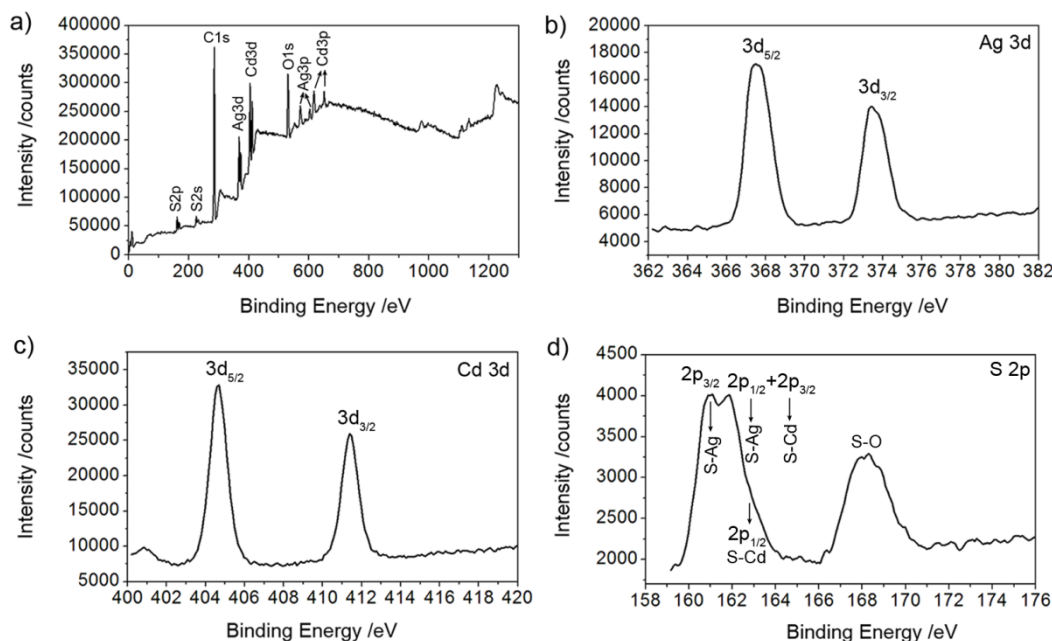 a)
400000
350000
300000
250000
200000
150000
100000
50000
0
Intensity /counts
S2p
S2s
C1s
Ag3d
Cd3d
O1s
Ag3p
Cd3p
0 200 400 600 800 1000 1200
Binding Energy /eV
b)
Ag 3d
20000
18000
16000
14000
12000
10000
8000
6000
4000
Intensity /counts
3d5/2
3d3/2
362 364 366 368 370 372 374 376 378 380 382
Binding Energy /eV
c)
Cd 3d
35000
30000
25000
20000
15000
10000
5000
Intensity /counts
3d5/2
3d3/2
400 402 404 406 408 410 412 414 416 418 420
Binding Energy /eV
d)
S 2p
4500
4000
3500
3000
2500
2000
Intensity /counts
2p3/2 2p1/2+2p3/2
S-Ag
S-Ag
S-Cd
S-O
2p1/2
S-Cd
158 160 162 164 166 168 170 172 174 176
Binding Energy /eV